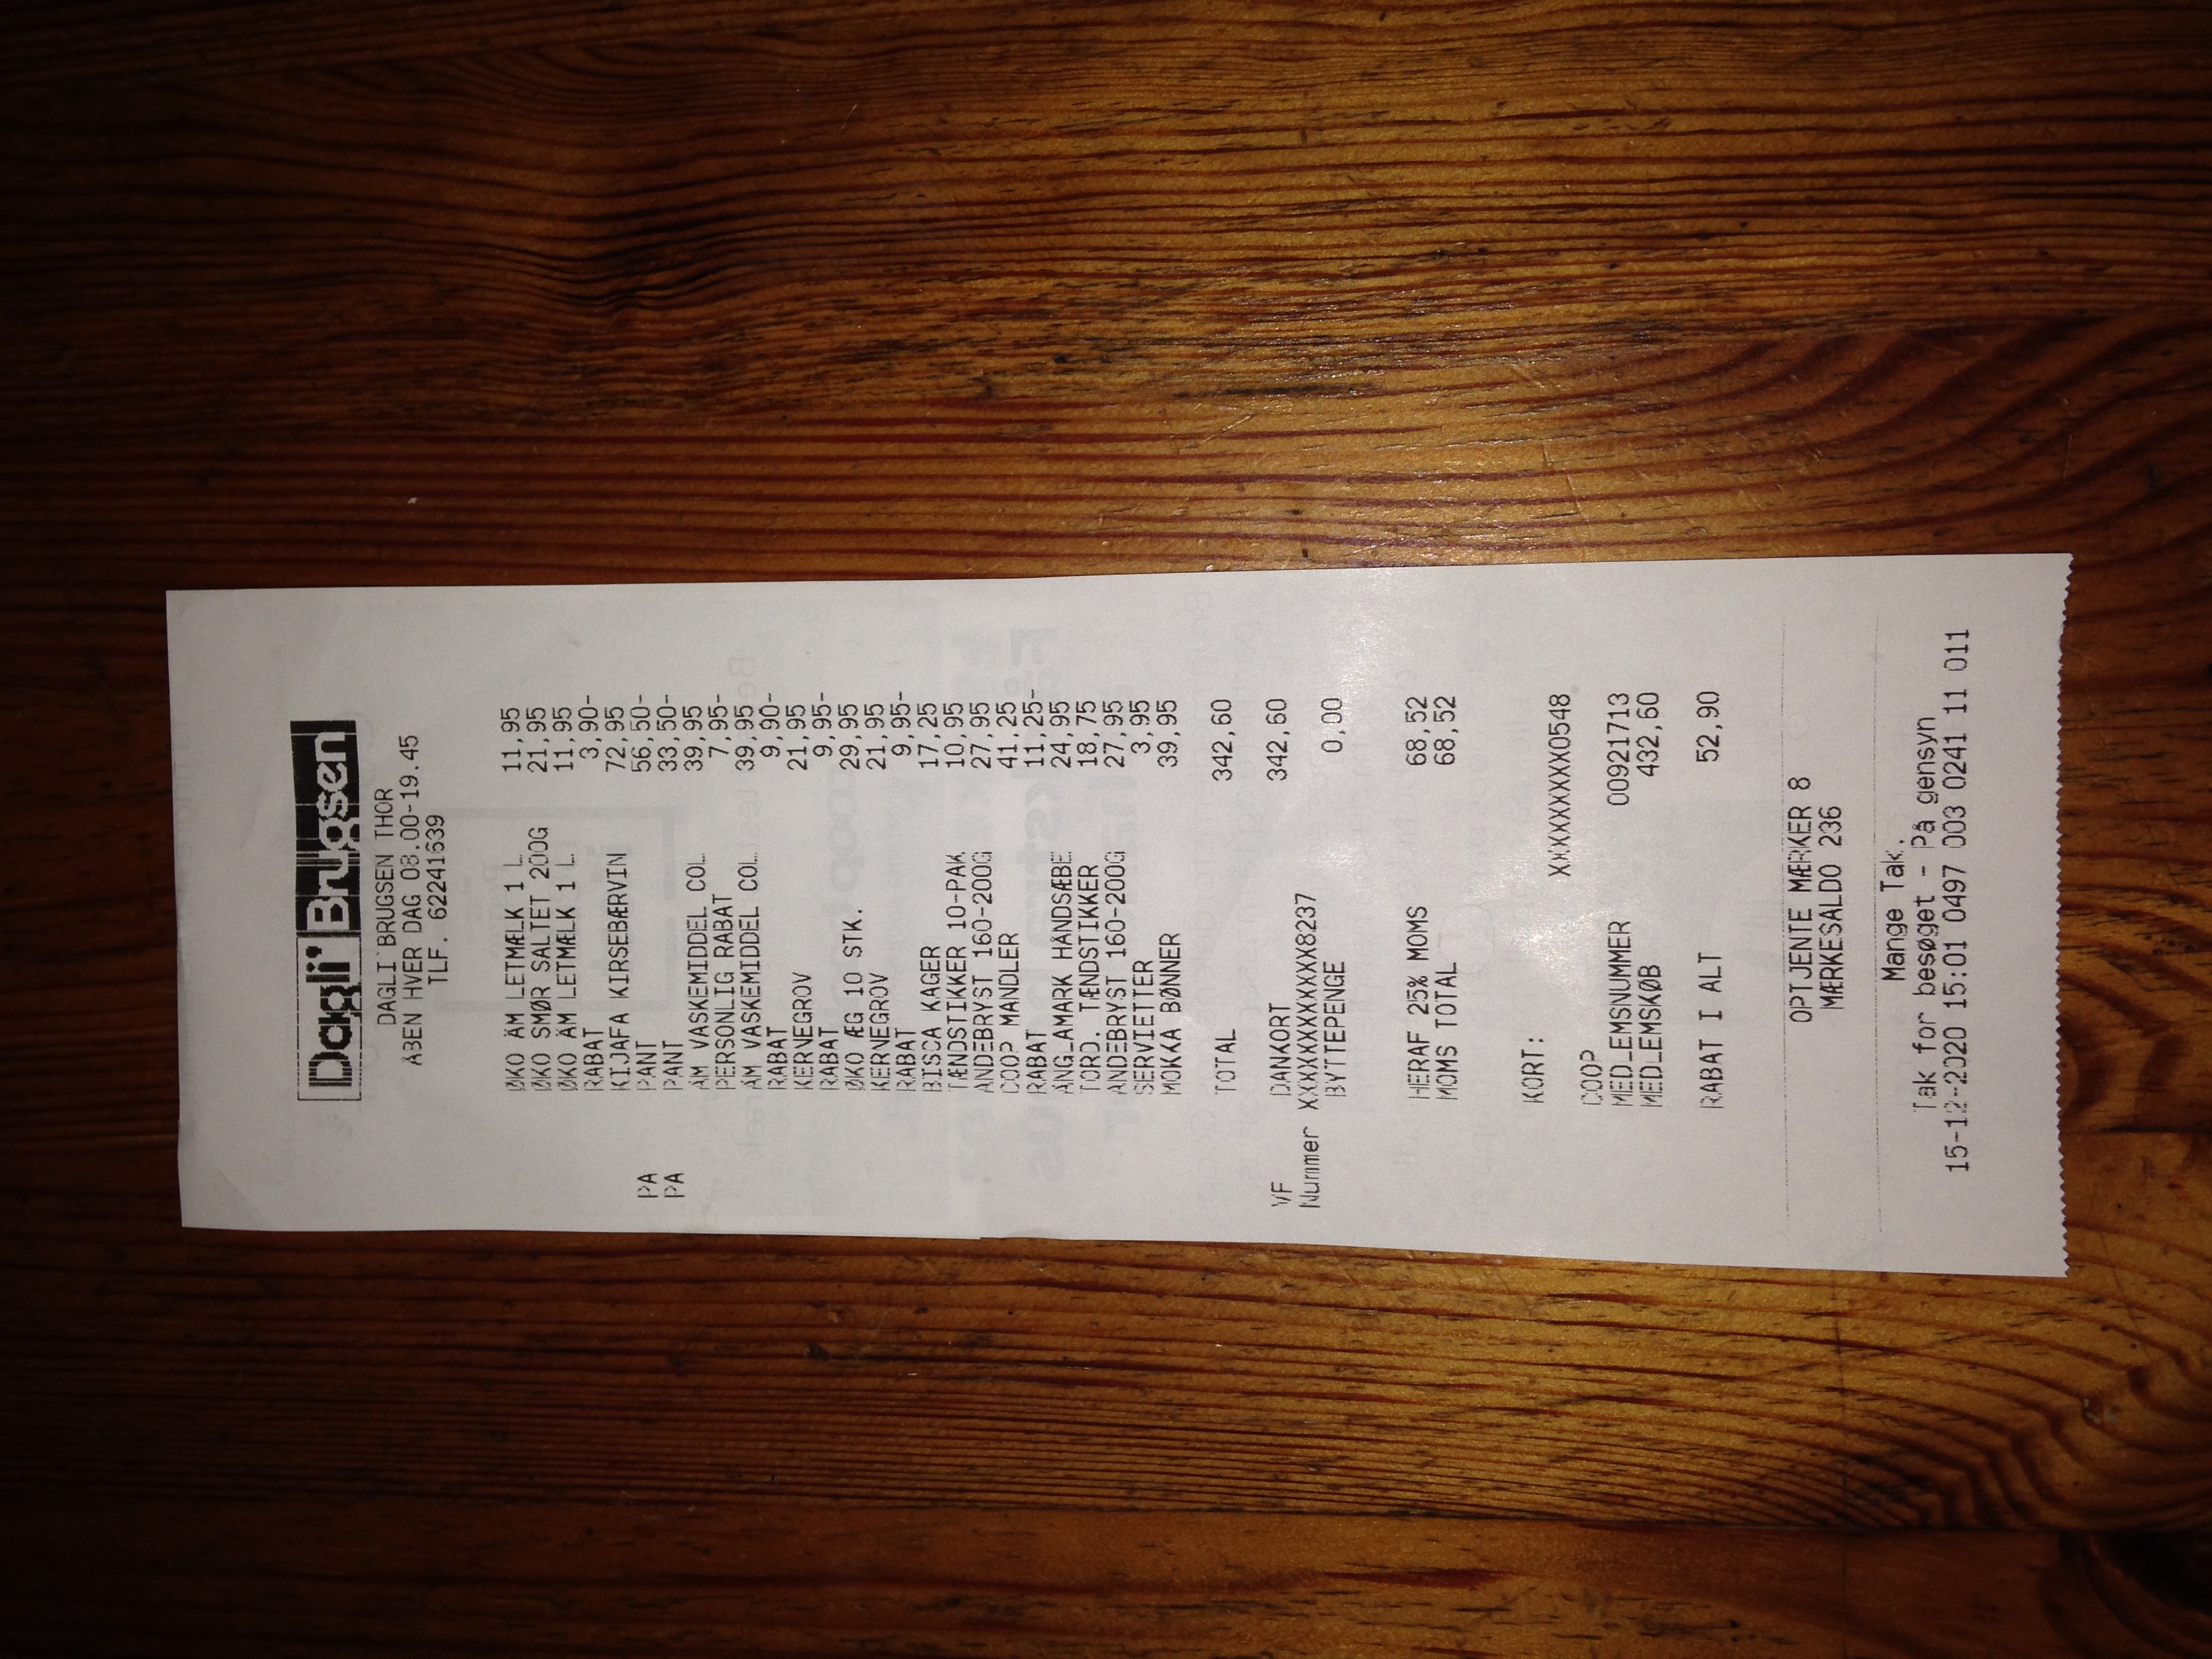 Dagli' Brugsen
DAGLI'BRUGSEN THOR
ÅBEN HVER DAG 08.00-19.45
TLF. 62241639
ØKO ÄM LETMÆLK 1 L 11,95
ØKO SMØR SALTET 200G 21,95
ØKO ÄM LETMÆLK 1 L 11,95
RABAT 3,90-
KIJAFA KIRSEBÆRVIN 72,95
PA PANT 56,50-
PA PANT 33,50-
ÄM VASKEMIDDEL COL 39,95
PERSONLIG RABAT 7,95-
ÄM VASKEMIDDEL COL 39,95
RABAT 9,90-
KERNEGROV 21,95
RABAT 9,95-
ØKO ÆG 10 STK. 29,95
KERNEGROV 21,95
RABAT 9,95-
BISCA KAGER 17,25
TÆNDSTIKKER 10-PAK 10,95
ANDEBRYST 160-200G 27,95
COOP MANDLER 41,25
RABAT 11,25-
ÄNGLAMARK HÅNDSÆBE 24,95
TORD. TÆNDSTIKKER 18,75
ANDEBRYST 160-200G 27,95
SERVIETTER 3,95
MOKKA BØNNER 39,95
TOTAL 342,60
VF DANKORT 342,60
Nummer XXXXXXXXXXXX8237
BYTTEPENGE 0,00
HERAF 25% MOMS 68,52
MOMS TOTAL 68,52
KORT:
XXXXXXXXX0548
COOP
MEDLEMSNUMMER 00921713
MEDLEMSKØB 432,60
RABAT I ALT 52,90
OPTJENTE MÆRKER 8
MÆRKESALDO 236
Mange Tak.
Tak for besøget - På gensyn
15-12-2020 15:01 0497 003 0241 11 011